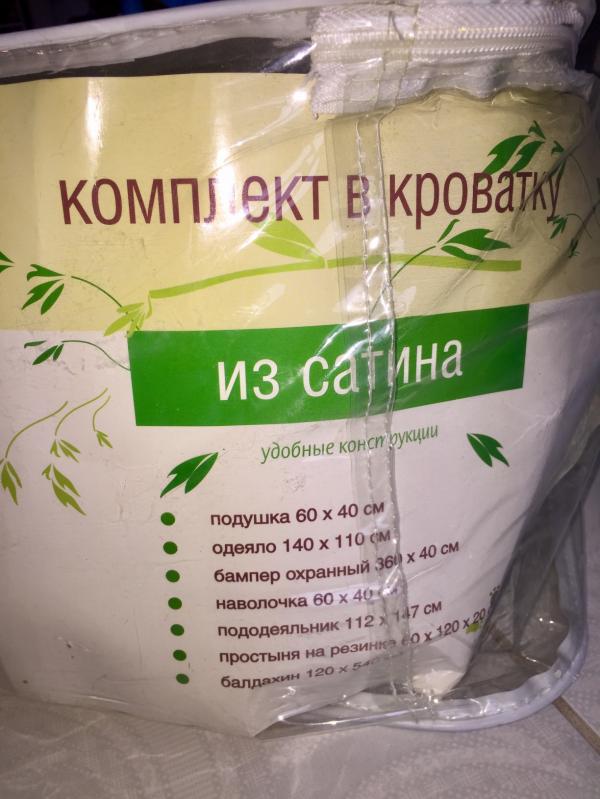 комплект в кроватку
из сатина
удобные конструкции
подушка 60 х 40 см
одеяло 140 х 110 см
бампер охранный 360 х 40 см
наволочка 60 х 40 см
пододеяльник 112 х 147 см
простыня на резинке 60 х 120 х 20
балдахин 120 х